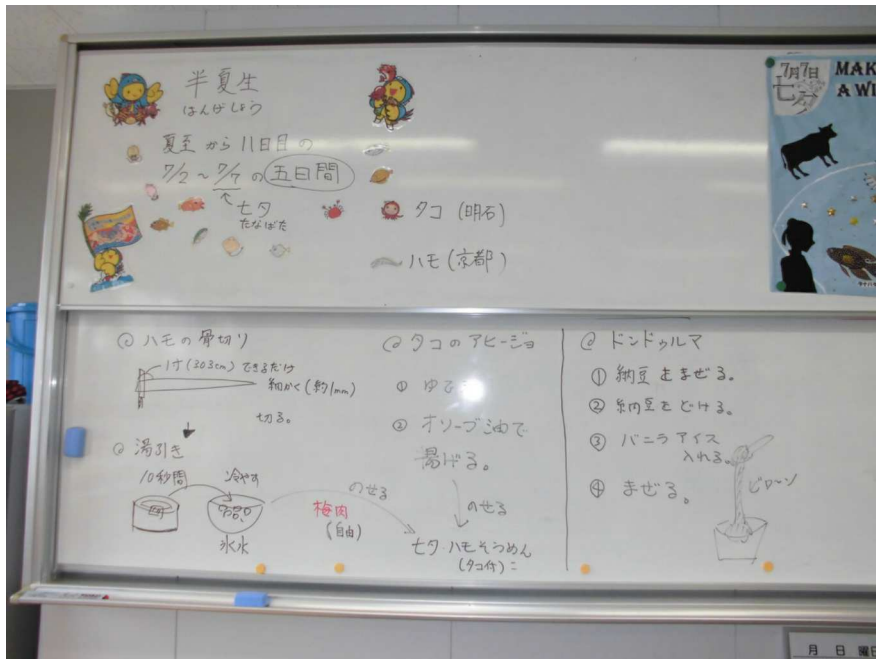 半夏生
はんげしょう
夏至から11日目の
7/2～7/7の五日間
七夕
たなばた
タコ(明石)
ハモ(京都)
7月7日
七夕
MAK
A WI
@ ハモの骨切り
1寸(3.03cm)できるだけ
細かく(約1mm)
切る。
@ 湯引き
10秒間
冷やす
氷水
のせる
梅肉
(自由)
@ タコのアヒージョ
① ゆでる
② オリーブ油で
揚げる。
のせる
七夕ハモそうめん
(タコ付)
@ ドンドゥルマ
① 納豆をまぜる。
② 納豆をどける。
③ バニラアイス
入れる。
④ まぜる。
ビローン
月 日 曜日